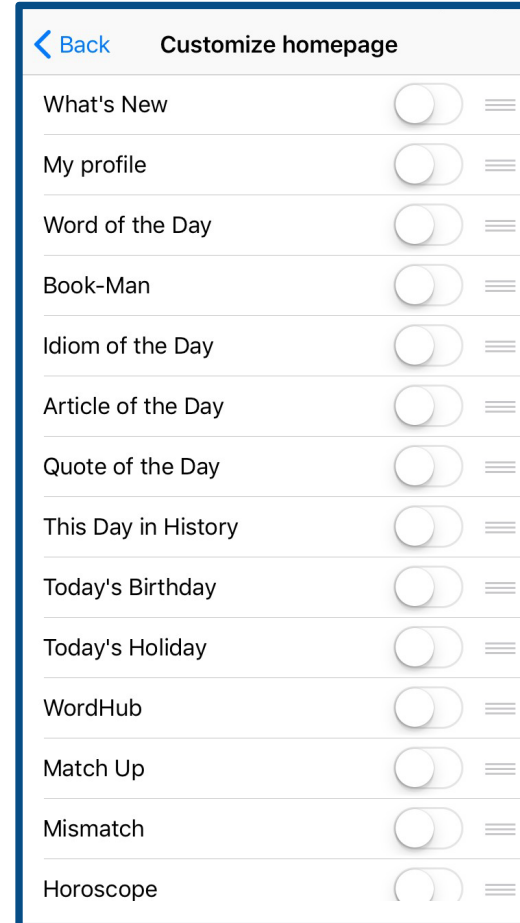 Back Customize homepage
What's New
My profile
Word of the Day
Book-Man
Idiom of the Day
Article of the Day
Quote of the Day
This Day in History
Today's Birthday
Today's Holiday
WordHub
Match Up
Mismatch
Horoscope